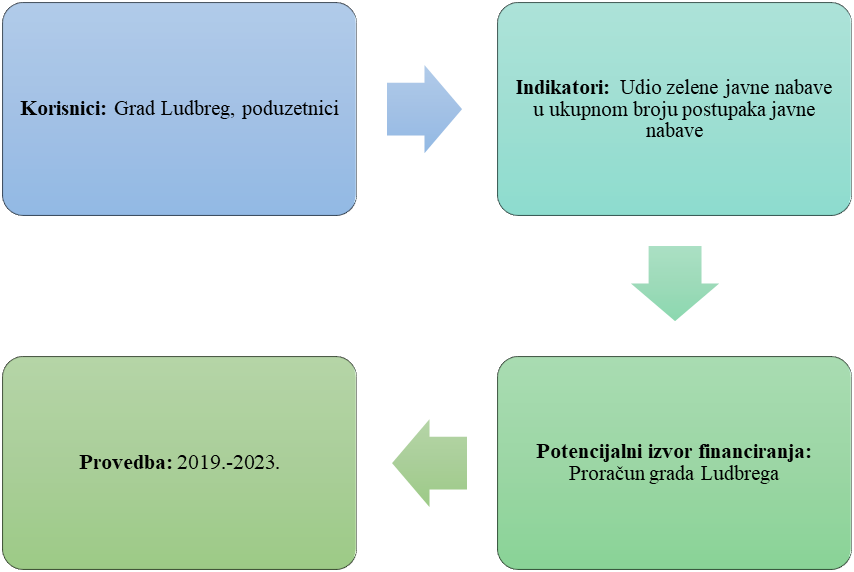 Korisnici: Grad Ludbreg, poduzetnici
Indikatori: Udio zelene javne nabave
u ukupnom broju postupaka javne
nabave
Potencijalni izvor financiranja:
Proračun grada Ludbrega
Provedba: 2019.-2023.